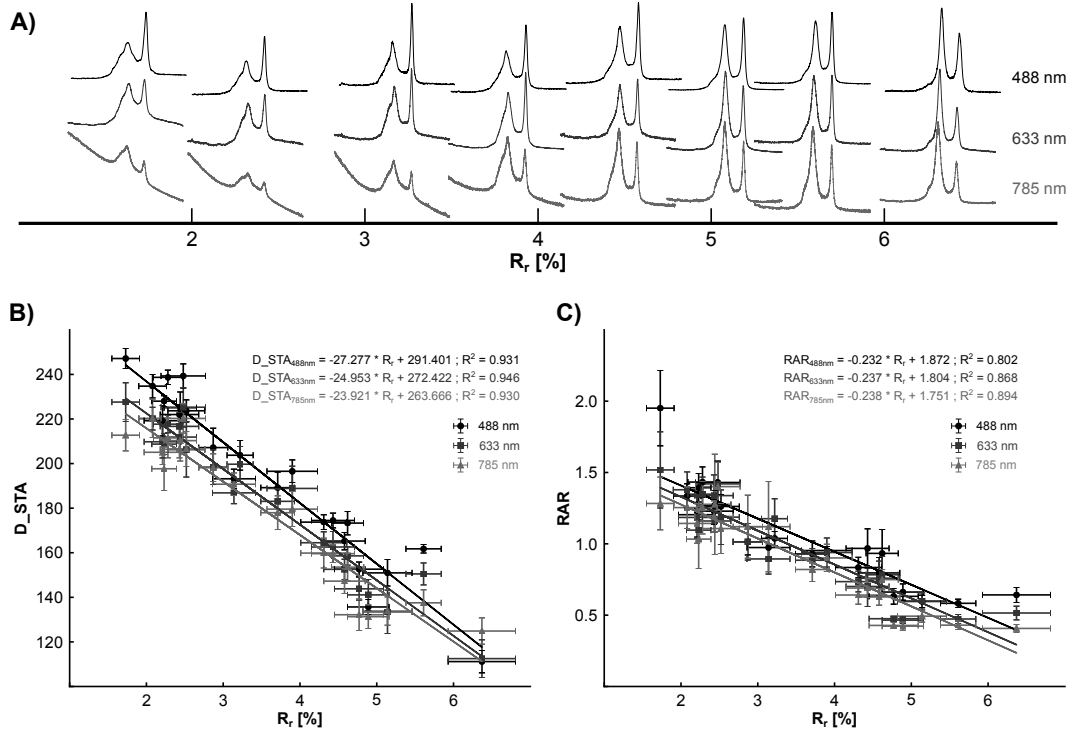 A)
488 nm
633 nm
785 nm
2 3 4 5 6
Rr [%]
B)
D_STA488nm = -27.277 * Rr + 291.401 ; R2 = 0.931
D_STA633nm = -24.953 * Rr + 272.422 ; R2 = 0.946
D_STA785nm = -23.921 * Rr + 263.666 ; R2 = 0.930
488 nm
633 nm
785 nm
240
220
200
180
160
140
120
D_STA
2 3 4 5 6
Rr [%]
C)
RAR488nm = -0.232 * Rr + 1.872 ; R2 = 0.802
RAR633nm = -0.237 * Rr + 1.804 ; R2 = 0.868
RAR785nm = -0.238 * Rr + 1.751 ; R2 = 0.894
488 nm
633 nm
785 nm
2.0
1.5
1.0
0.5
RAR
2 3 4 5 6
Rr [%]